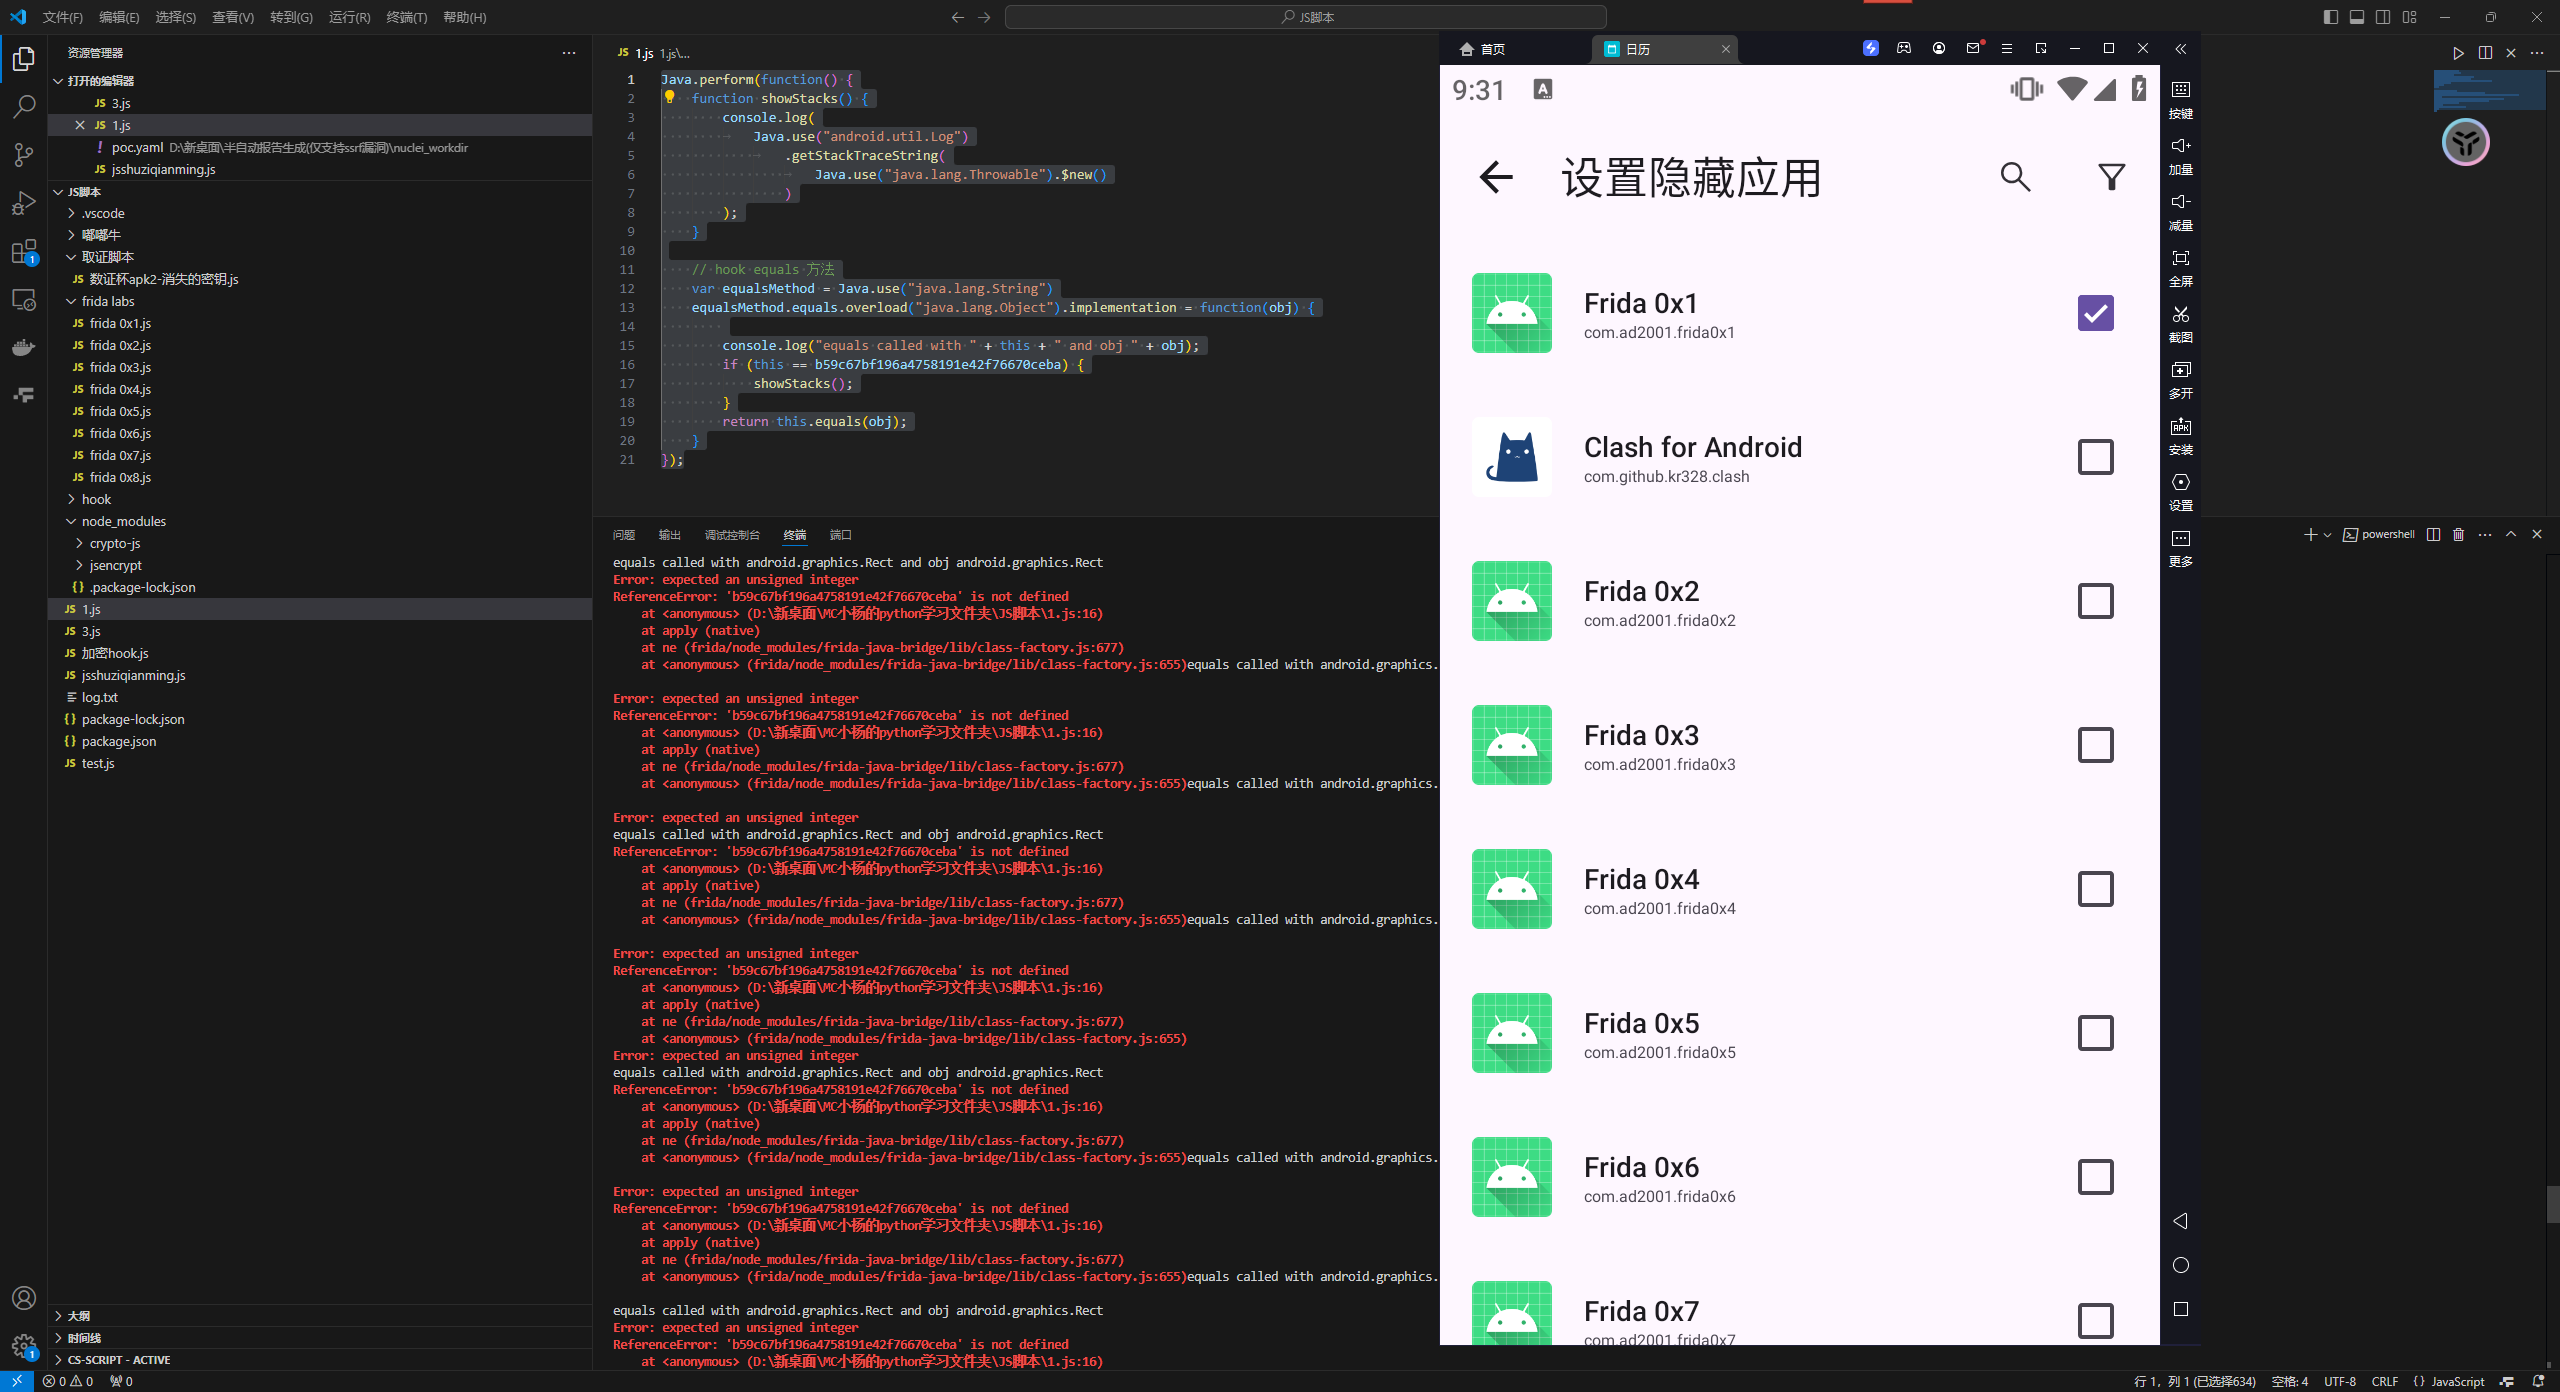 文件(F) 编辑(E) 选择(S) 查看(V) 转到(G) 运行(R) 终端(T) 帮助(H)
JS脚本
资源管理器
打开的编辑器
JS 3.js
JS 1.js
! poc.yaml D:\新桌面\半自动报告生成(仅支持ssrf漏洞)\nuclei_workdir
JS jsshuziqianming.js
JS脚本
.vscode
嘟嘟牛
取证脚本
JS 数证杯apk2-消失的密钥.js
frida labs
JS frida 0x1.js
JS frida 0x2.js
JS frida 0x3.js
JS frida 0x4.js
JS frida 0x5.js
JS frida 0x6.js
JS frida 0x7.js
JS frida 0x8.js
hook
node_modules
crypto-js
jsencrypt
{} .package-lock.json
JS 1.js
JS 3.js
JS 加密hook.js
JS jsshuziqianming.js
log.txt
{} package-lock.json
{} package.json
JS test.js
大纲
时间线
CS-SCRIPT - ACTIVE
1
1
JS 1.js 1.js\...
1 Java.perform(function() {
2 function showStacks() {
3 console.log(
4 Java.use("android.util.Log")
5 .getStackTraceString(
6 Java.use("java.lang.Throwable").$new()
7 )
8 );
9 }
10
11 // hook equals 方法
12 var equalsMethod = Java.use("java.lang.String")
13 equalsMethod.equals.overload("java.lang.Object").implementation = function(obj) {
14
15 console.log("equals called with " + this + " and obj " + obj);
16 if (this == b59c67bf196a4758191e42f76670ceba) {
17 showStacks();
18 }
19 return this.equals(obj);
20 }
21 });
问题 输出 调试控制台 终端 端口
powershell
equals called with android.graphics.Rect and obj android.graphics.Rect
Error: expected an unsigned integer
ReferenceError: 'b59c67bf196a4758191e42f76670ceba' is not defined
at <anonymous> (D:\新桌面\MC小杨的python学习文件夹\JS脚本\1.js:16)
at apply (native)
at ne (frida/node_modules/frida-java-bridge/lib/class-factory.js:677)
at <anonymous> (frida/node_modules/frida-java-bridge/lib/class-factory.js:655)equals called with android.graphics.
Error: expected an unsigned integer
ReferenceError: 'b59c67bf196a4758191e42f76670ceba' is not defined
at <anonymous> (D:\新桌面\MC小杨的python学习文件夹\JS脚本\1.js:16)
at apply (native)
at ne (frida/node_modules/frida-java-bridge/lib/class-factory.js:677)
at <anonymous> (frida/node_modules/frida-java-bridge/lib/class-factory.js:655)equals called with android.graphics.
Error: expected an unsigned integer
equals called with android.graphics.Rect and obj android.graphics.Rect
ReferenceError: 'b59c67bf196a4758191e42f76670ceba' is not defined
at <anonymous> (D:\新桌面\MC小杨的python学习文件夹\JS脚本\1.js:16)
at apply (native)
at ne (frida/node_modules/frida-java-bridge/lib/class-factory.js:677)
at <anonymous> (frida/node_modules/frida-java-bridge/lib/class-factory.js:655)equals called with android.graphics.
Error: expected an unsigned integer
ReferenceError: 'b59c67bf196a4758191e42f76670ceba' is not defined
at <anonymous> (D:\新桌面\MC小杨的python学习文件夹\JS脚本\1.js:16)
at apply (native)
at ne (frida/node_modules/frida-java-bridge/lib/class-factory.js:677)
at <anonymous> (frida/node_modules/frida-java-bridge/lib/class-factory.js:655)
Error: expected an unsigned integer
equals called with android.graphics.Rect and obj android.graphics.Rect
ReferenceError: 'b59c67bf196a4758191e42f76670ceba' is not defined
at <anonymous> (D:\新桌面\MC小杨的python学习文件夹\JS脚本\1.js:16)
at apply (native)
at ne (frida/node_modules/frida-java-bridge/lib/class-factory.js:677)
at <anonymous> (frida/node_modules/frida-java-bridge/lib/class-factory.js:655)equals called with android.graphics.
Error: expected an unsigned integer
ReferenceError: 'b59c67bf196a4758191e42f76670ceba' is not defined
at <anonymous> (D:\新桌面\MC小杨的python学习文件夹\JS脚本\1.js:16)
at apply (native)
at ne (frida/node_modules/frida-java-bridge/lib/class-factory.js:677)
at <anonymous> (frida/node_modules/frida-java-bridge/lib/class-factory.js:655)equals called with android.graphics.
equals called with android.graphics.Rect and obj android.graphics.Rect
Error: expected an unsigned integer
ReferenceError: 'b59c67bf196a4758191e42f76670ceba' is not defined
at <anonymous> (D:\新桌面\MC小杨的python学习文件夹\JS脚本\1.js:16)
首页 日历
9:31 A
设置隐藏应用
Frida 0x1
com.ad2001.frida0x1
Clash for Android
com.github.kr328.clash
Frida 0x2
com.ad2001.frida0x2
Frida 0x3
com.ad2001.frida0x3
Frida 0x4
com.ad2001.frida0x4
Frida 0x5
com.ad2001.frida0x5
Frida 0x6
com.ad2001.frida0x6
Frida 0x7
com.ad2001.frida0x7
按键
加量
减量
全屏
截图
多开
APK
安装
设置
更多
0 0 0
行 1，列 1 (已选择634) 空格: 4 UTF-8 CRLF {} JavaScript